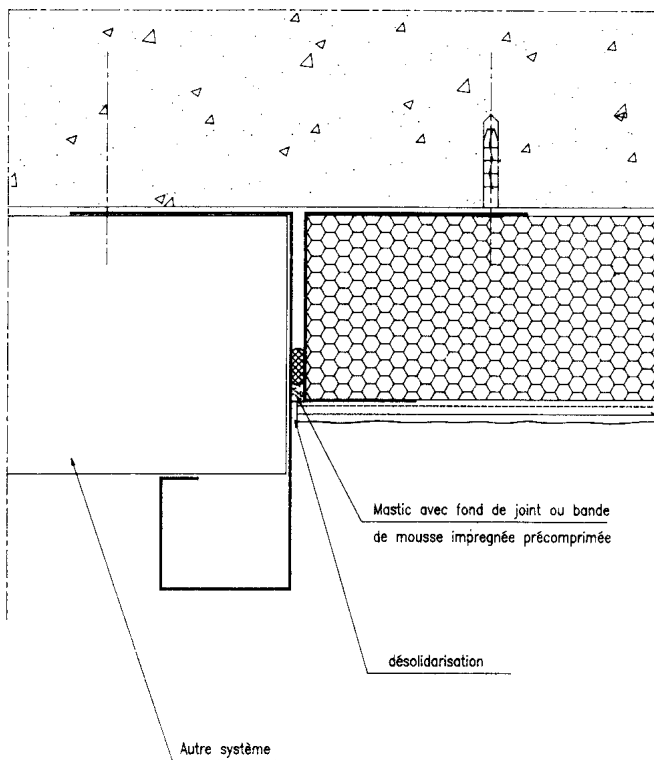 Mastic avec fond de joint ou bande
de mousse impregnée précomprimée
désolidarisation
Autre système